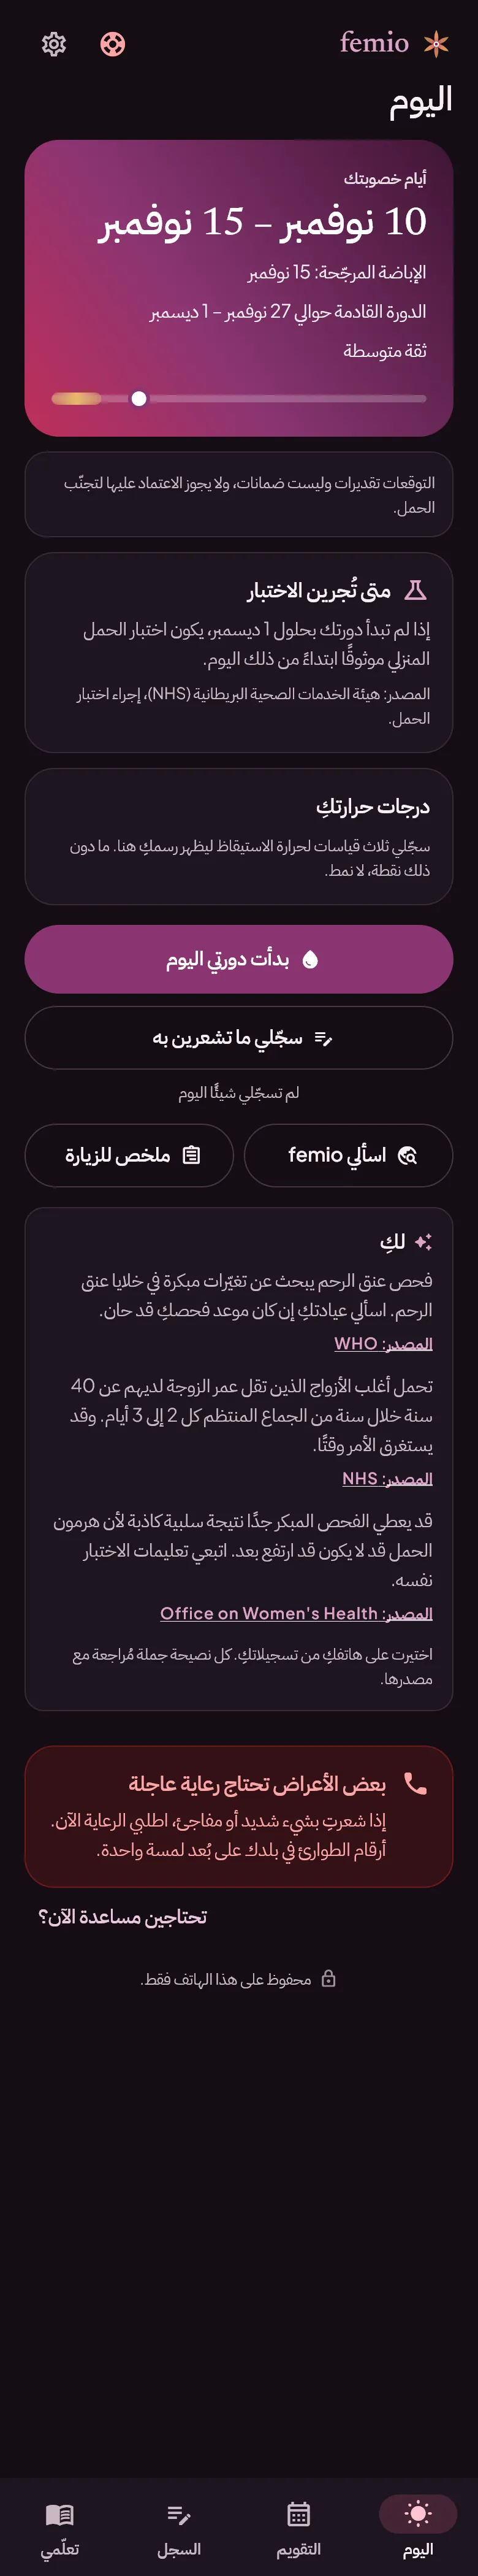 femio
اليوم
أيام خصوبتك
10 نوفمبر – 15 نوفمبر
الإباضة المرجّحة: 15 نوفمبر
الدورة القادمة حوالي 27 نوفمبر – 1 ديسمبر
ثقة متوسطة
التوقعات تقديرات وليست ضمانات، ولا يجوز الاعتماد عليها لتجنّب
الحمل.
متى تُجرين الاختبار
إذا لم تبدأ دورتك بحلول 1 ديسمبر، يكون اختبار الحمل
المنزلي موثوقًا ابتداءً من ذلك اليوم.
المصدر: هيئة الخدمات الصحية البريطانية (NHS)، إجراء اختبار
الحمل.
درجات حرارتكِ
سجّلي ثلاث قياسات لحرارة الاستيقاظ ليظهر رسمكِ هنا. ما دون
ذلك نقطة، لا نمط.
بدأت دورتي اليوم
سجّلي ما تشعرين به
لم تسجّلي شيئًا اليوم
اسألي femio
ملخص للزيارة
لكِ
فحص عنق الرحم يبحث عن تغيّرات مبكرة في خلايا عنق
الرحم. اسألي عيادتكِ إن كان موعد فحصكِ قد حان.
المصدر: WHO
تحمل أغلب الأزواج الذين تقل عمر الزوجة لديهم عن 40
سنة خلال سنة من الجماع المنتظم كل 2 إلى 3 أيام. وقد
يستغرق الأمر وقتًا.
المصدر: NHS
قد يعطي الفحص المبكر جدًا نتيجة سلبية كاذبة لأن هرمون
الحمل قد لا يكون قد ارتفع بعد. اتبعي تعليمات الاختبار
نفسه.
المصدر: Office on Women's Health
اختيرت على هاتفكِ من تسجيلاتكِ. كل نصيحة جملة مُراجعة مع
مصدرها.
بعض الأعراض تحتاج رعاية عاجلة
إذا شعرتِ بشيء شديد أو مفاجئ، اطلبي الرعاية الآن.
أرقام الطوارئ في بلدك على بُعد لمسة واحدة.
تحتاجين مساعدة الآن؟
محفوظ على هذا الهاتف فقط.
اليوم
التقويم
السجل
تعلّمي